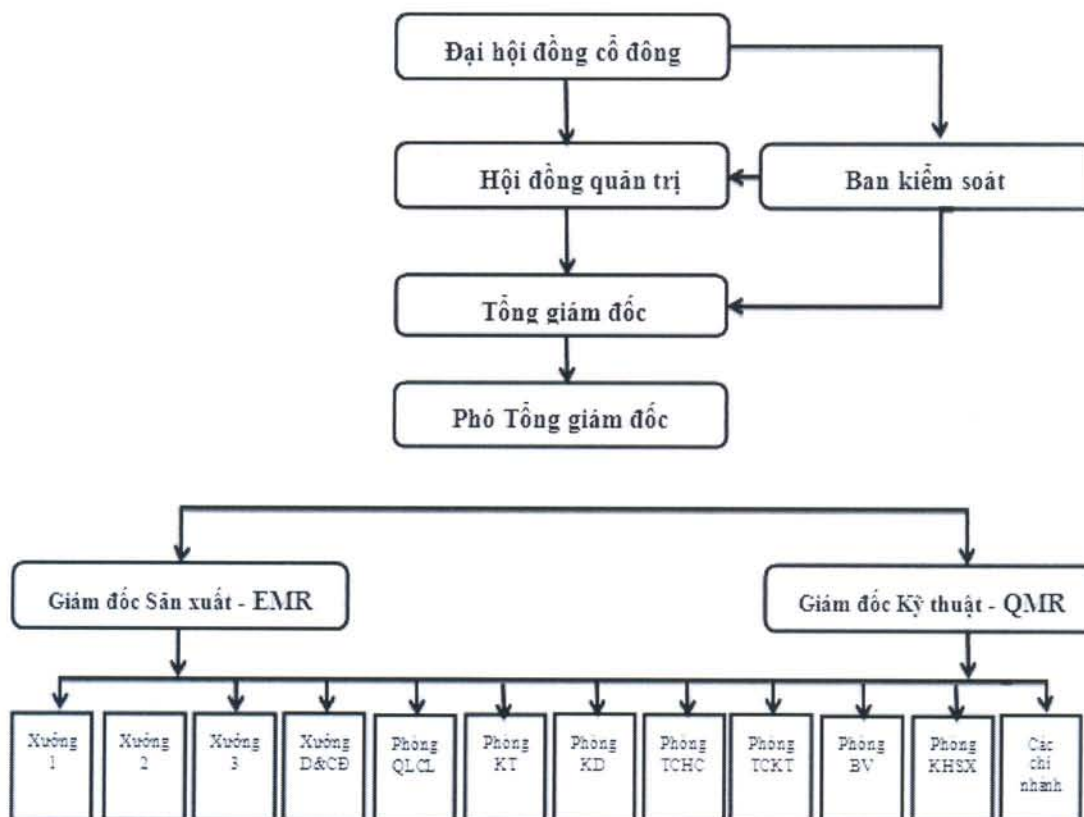 Đại hội đồng cổ đông
Hội đồng quản trị
Ban kiểm soát
Tổng giám đốc
Phó Tổng giám đốc
Giám đốc Sản xuất - EMR
Giám đốc Kỹ thuật - QMR
Xưởng
1
Xưởng
2
Xưởng
3
Xưởng
D&CĐ
Phòng
QLCL
Phòng
KT
Phòng
KD
Phòng
TCHC
Phòng
TCKT
Phòng
BV
Phòng
KHSX
Các
chi
nhánh